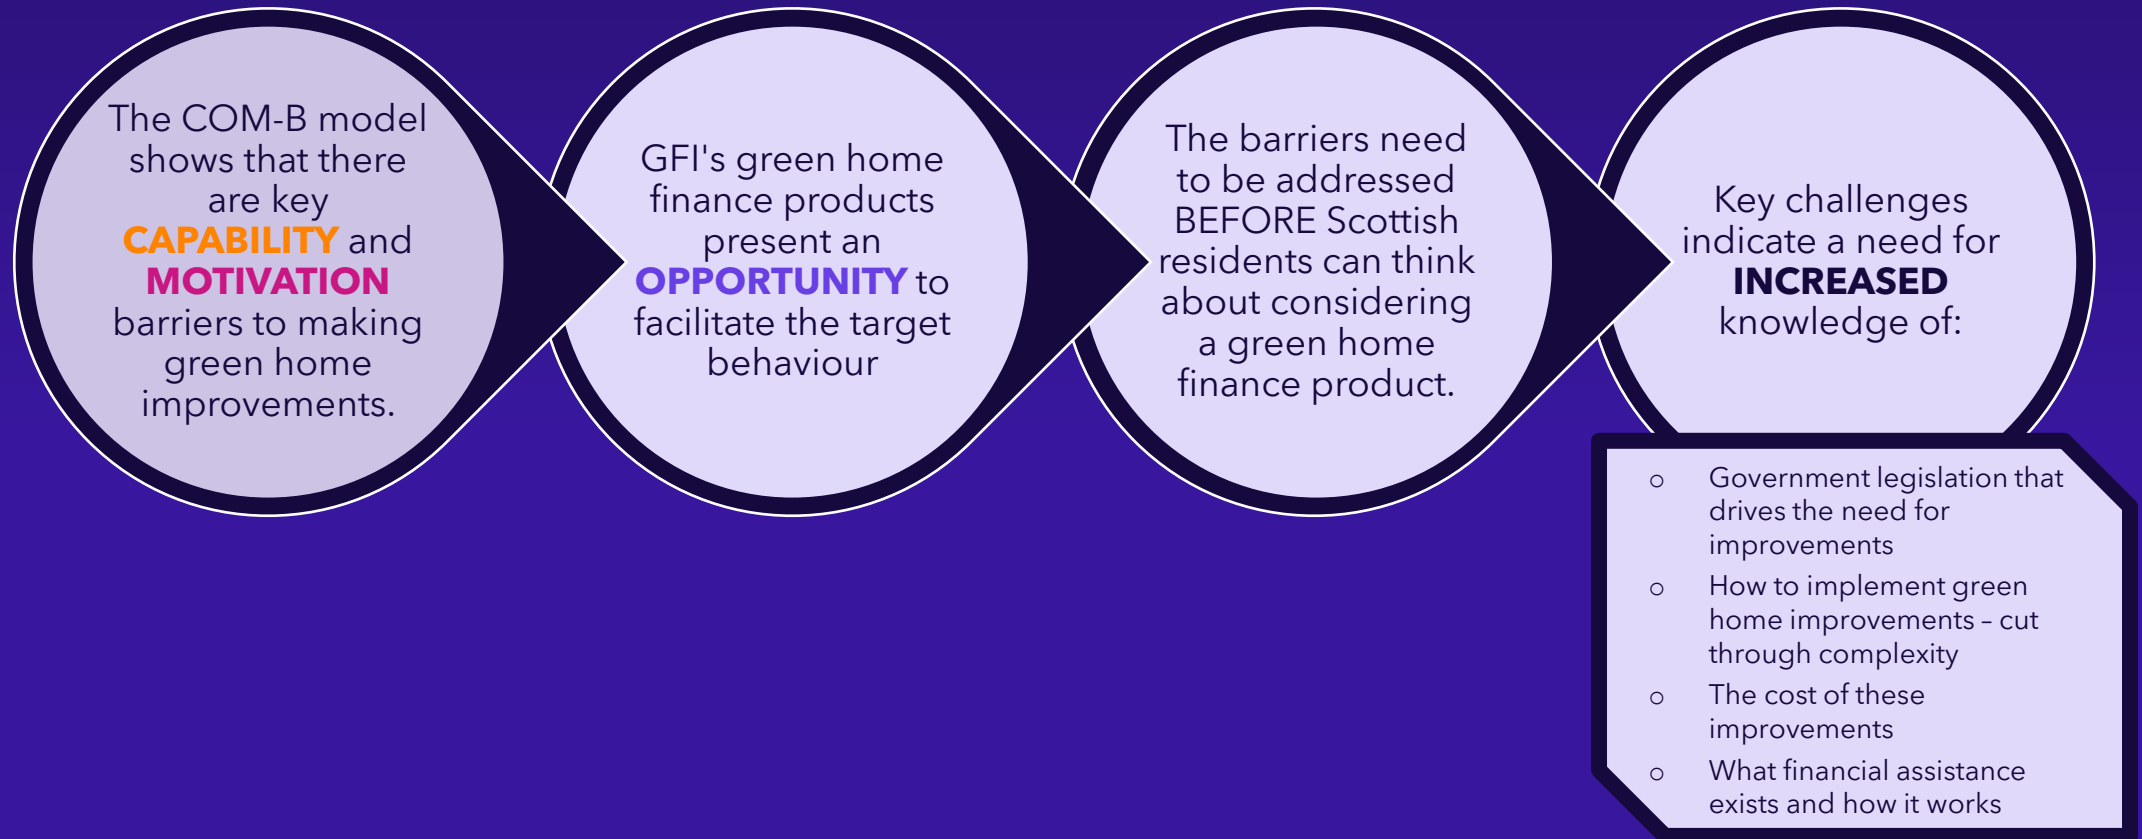 The COM-B model
shows that there
are key
CAPABILITY and
MOTIVATION
barriers to making
green home
improvements.
GFI's green home
finance products
present an
OPPORTUNITY to
facilitate the target
behaviour
The barriers need
to be addressed
BEFORE Scottish
residents can think
about considering
a green home
finance product.
Key challenges
indicate a need for
INCREASED
knowledge of:
o Government legislation that
drives the need for
improvements
o How to implement green
home improvements – cut
through complexity
o The cost of these
improvements
o What financial assistance
exists and how it works